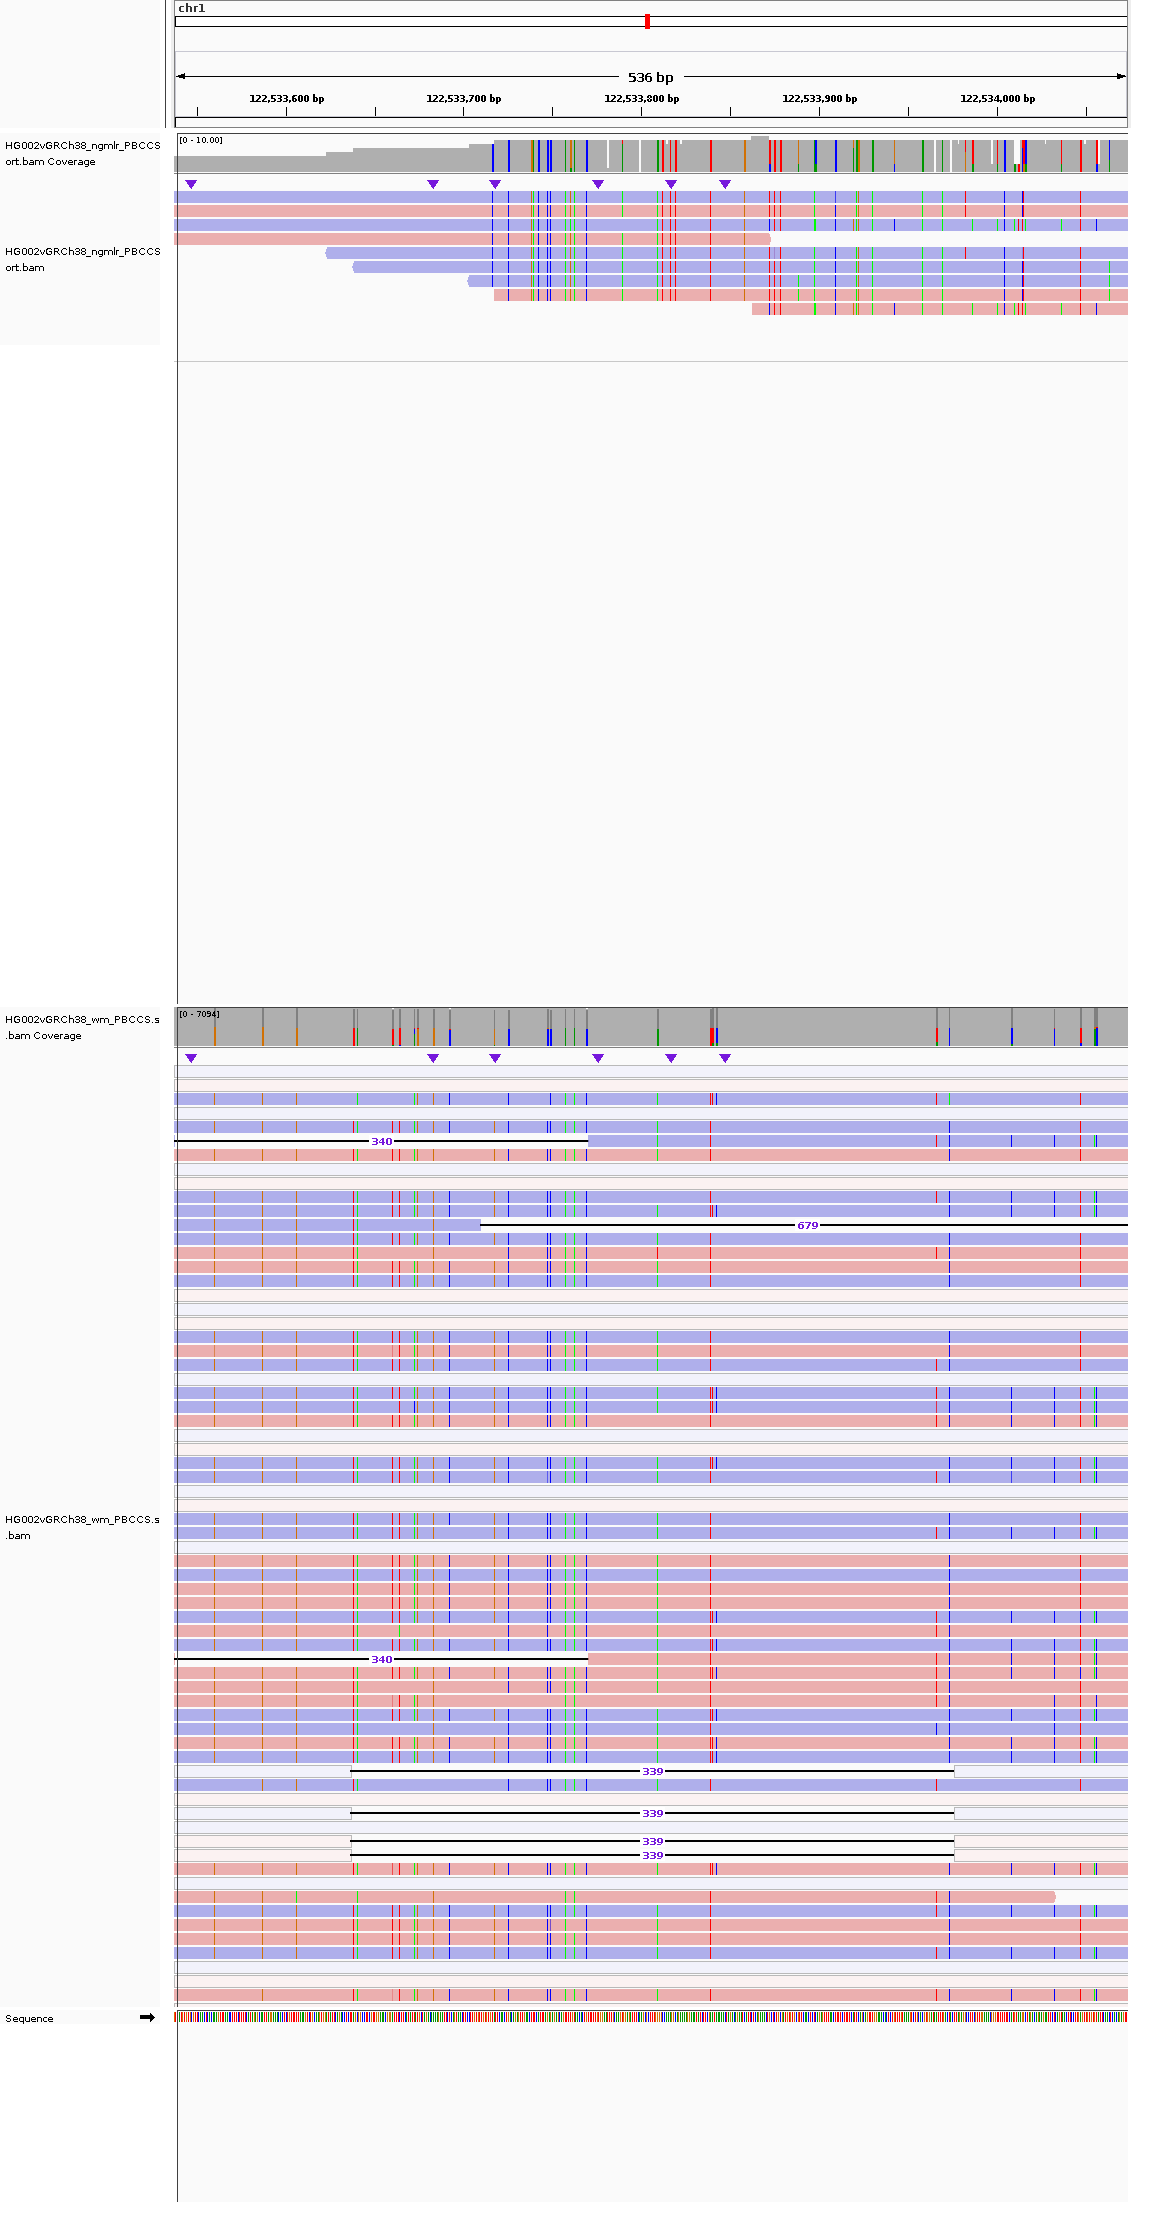 chr1
536 bp
122,533,600 bp 122,533,700 bp 122,533,800 bp 122,533,900 bp 122,534,000 bp
HG002vGRCh38_ngmlr_PBCCS
ort.bam Coverage
[0 - 10.00]
HG002vGRCh38_ngmlr_PBCCS
ort.bam
HG002vGRCh38_wm_PBCCS.s
.bam Coverage
[0 - 7094]
340
679
HG002vGRCh38_wm_PBCCS.s
.bam
340
339
339
339
339
Sequence